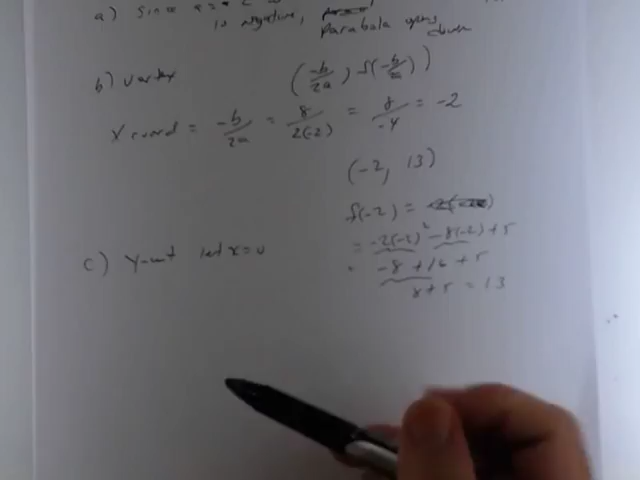 a) Since a = -2
is negative, parabola opens
down
b) vertex (-b/2a, f(-b/2a))
X coord = -b/2a = 8/2(-2) = 8/-4 = -2
(-2, 13)
f(-2) =
= -2(-2)² - 8(-2) + 5
= -8 + 16 + 5
8 + 5 = 13
c) Y-int let x = 0